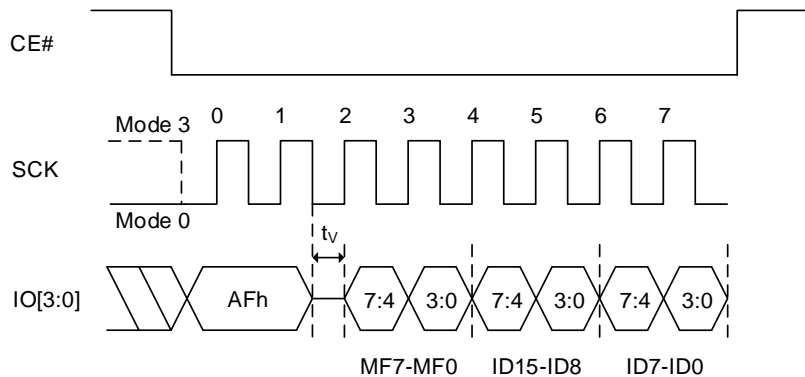 CE#
0 1 2 3 4 5 6 7
Mode 3
SCK
Mode 0
tV
IO[3:0]
AFh
7:4 3:0 7:4 3:0 7:4 3:0
MF7-MF0 ID15-ID8 ID7-ID0